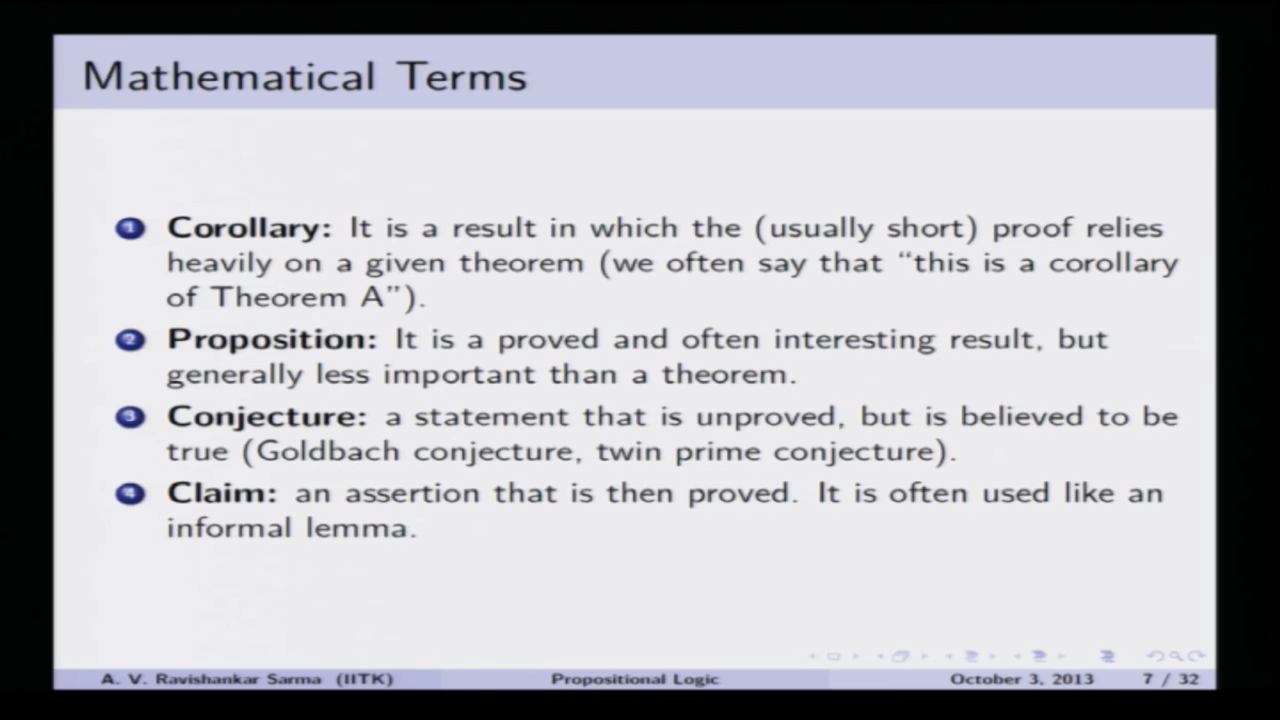 Mathematical Terms
1 Corollary: It is a result in which the (usually short) proof relies
heavily on a given theorem (we often say that “this is a corollary
of Theorem A”).
2 Proposition: It is a proved and often interesting result, but
generally less important than a theorem.
3 Conjecture: a statement that is unproved, but is believed to be
true (Goldbach conjecture, twin prime conjecture).
4 Claim: an assertion that is then proved. It is often used like an
informal lemma.
A. V. Ravishankar Sarma (IITK) Propositional Logic October 3, 2013 7 / 32